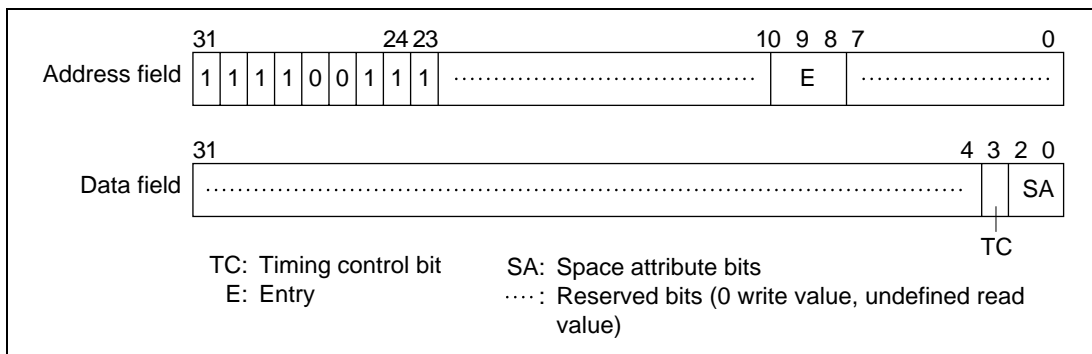 31 24 23 10 9 8 7 0
Address field 1 1 1 1 0 0 1 1 1 ········ E ········
31 4 3 2 0
Data field ········ SA
TC
TC: Timing control bit SA: Space attribute bits
E: Entry ····: Reserved bits (0 write value, undefined read
value)